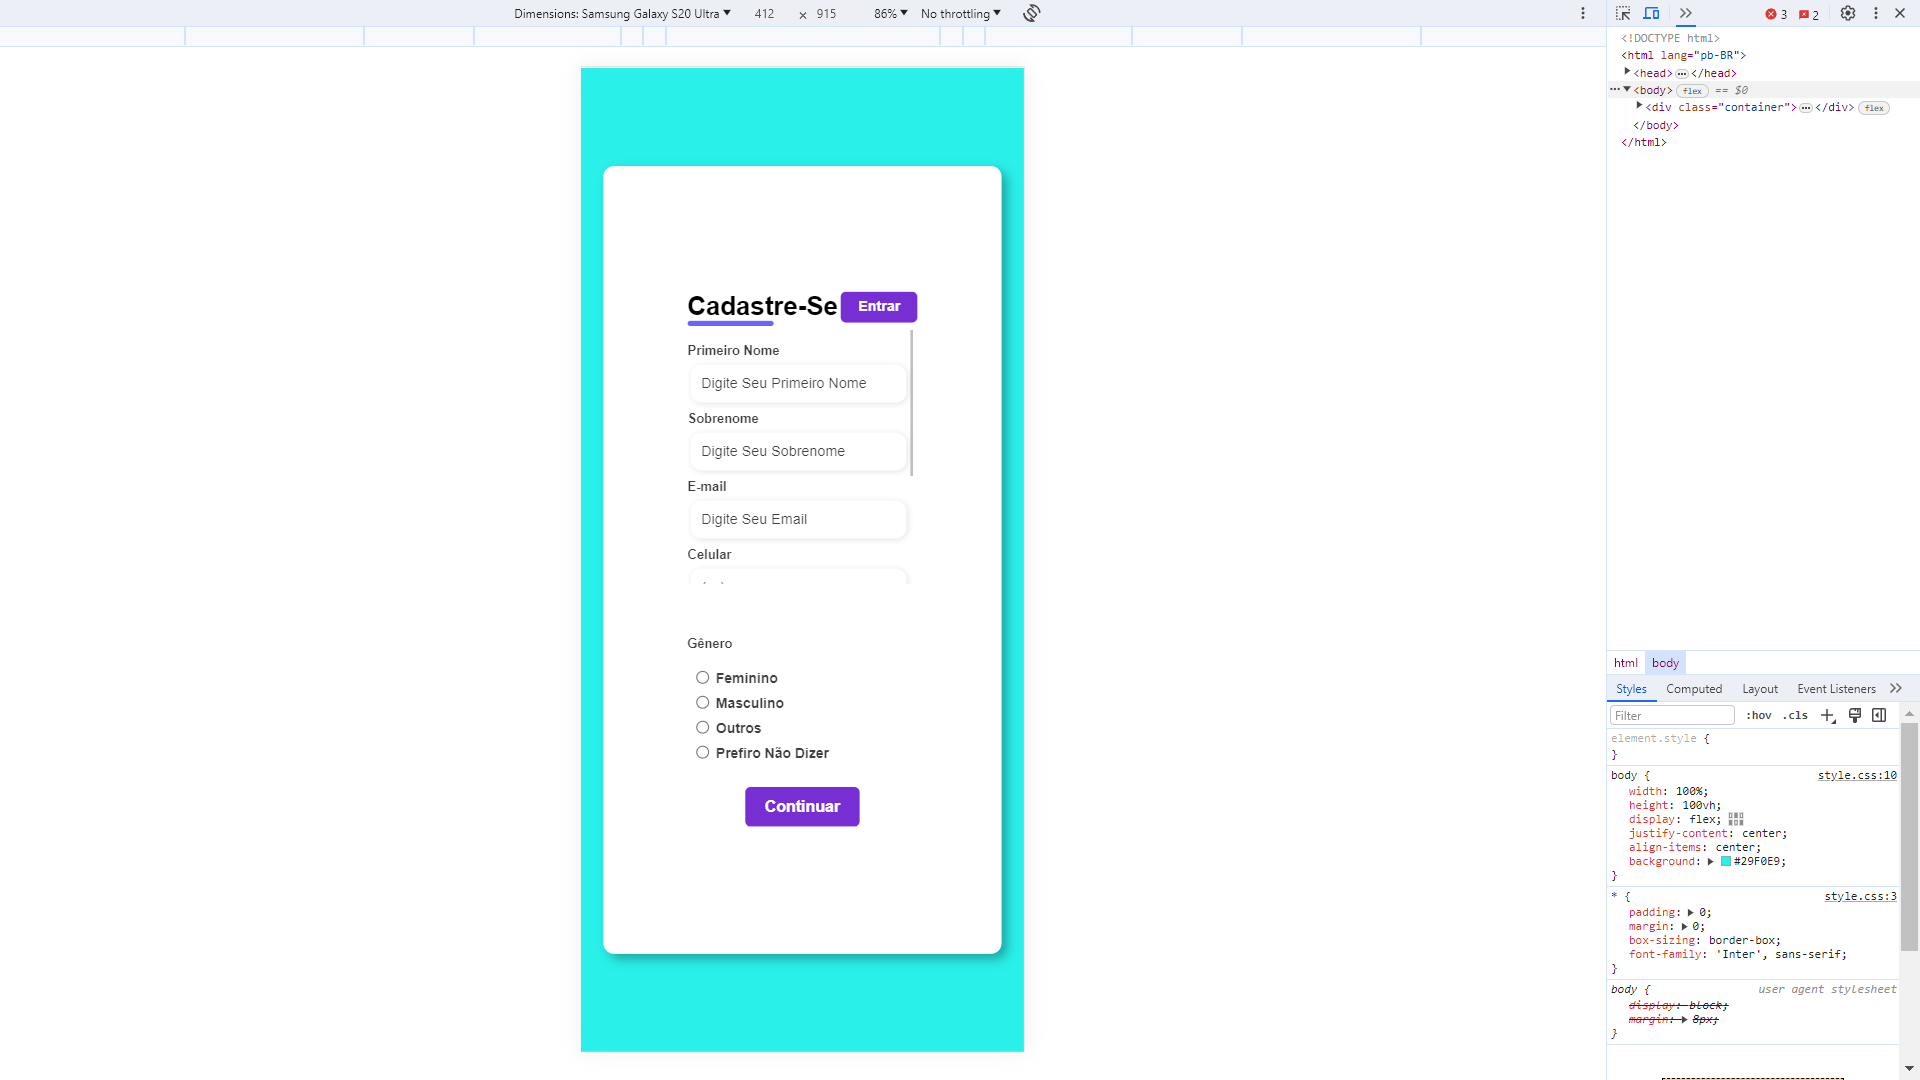 Dimensions: Samsung Galaxy S20 Ultra 412 × 915 86% No throttling
3 2
<!DOCTYPE html>
<html lang="pb-BR">
<head>…</head>
… <body> flex == $0
<div class="container">…</div> flex
</body>
</html>
Cadastre-Se Entrar
Primeiro Nome
Digite Seu Primeiro Nome
Sobrenome
Digite Seu Sobrenome
E-mail
Digite Seu Email
Celular
Gênero
Feminino
Masculino
Outros
Prefiro Não Dizer
Continuar
html body
Styles Computed Layout Event Listeners
Filter :hov .cls
element.style {
}
body { style.css:10
width: 100%;
height: 100vh;
display: flex;
justify-content: center;
align-items: center;
background: #29F0E9;
}
* { style.css:3
padding: 0;
margin: 0;
box-sizing: border-box;
font-family: 'Inter', sans-serif;
}
body { user agent stylesheet
display: block;
margin: 8px;
}